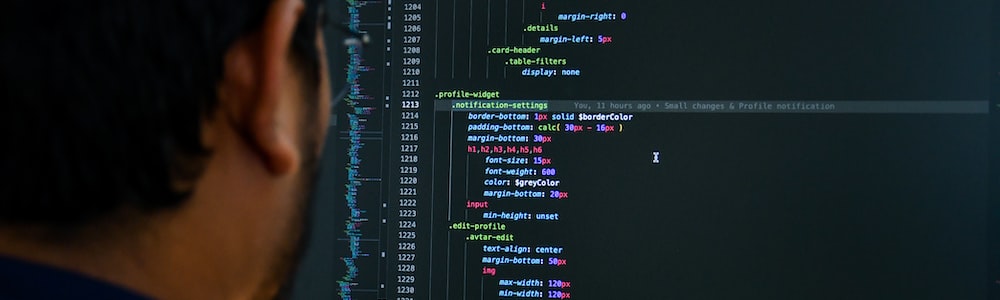 1204 i
1205 margin-right: 0
1206 .details
1207 margin-left: 5px
1208 .card-header
1209 .table-filters
1210 display: none
1211
1212 .profile-widget
1213 .notification-settings You, 11 hours ago • Small changes & Profile notification
1214 border-bottom: 1px solid $borderColor
1215 padding-bottom: calc( 30px - 16px )
1216 margin-bottom: 30px
1217 h1,h2,h3,h4,h5,h6
1218 font-size: 15px
1219 font-weight: 600
1220 color: $greyColor
1221 margin-bottom: 20px
1222 input
1223 min-height: unset
1224 .edit-profile
1225 .avtar-edit
1226 text-align: center
1227 margin-bottom: 50px
1228 img
1229 max-width: 120px
1230 min-width: 120px